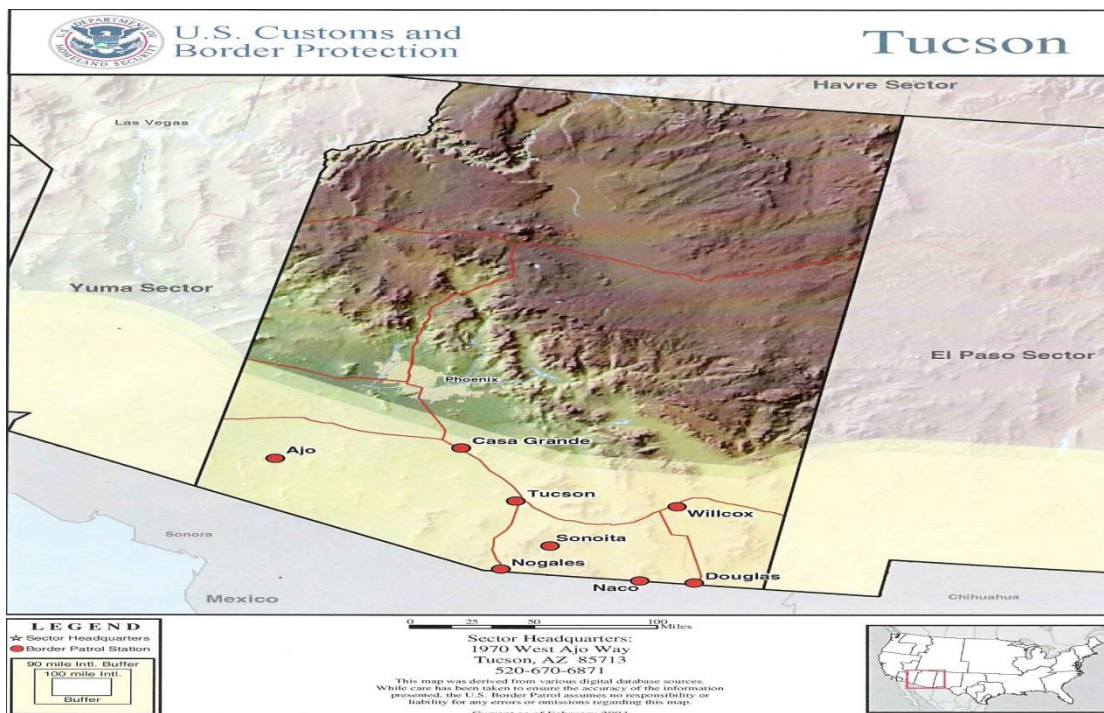 U.S. DEPARTMENT OF
HOMELAND SECURITY
U.S. Customs and
Border Protection
Tucson
Havre Sector
Las Vegas
Yuma Sector
El Paso Sector
Phoenix
Casa Grande
Ajo
Tucson
Willcox
Sonoita
Sonora
Nogales
Naco
Douglas
Mexico
Chihuahua
LEGEND
Sector Headquarters
Border Patrol Station
90 mile Intl. Buffer
100 mile Intl.
Buffer
0 25 50 100
Miles
Sector Headquarters:
1970 West Ajo Way
Tucson, AZ 85713
520-670-6871
This map was derived from various digital database sources.
While care has been taken to ensure the accuracy of the information
presented, the U.S. Border Patrol assumes no responsibility or
liability for any errors or omissions regarding this map.